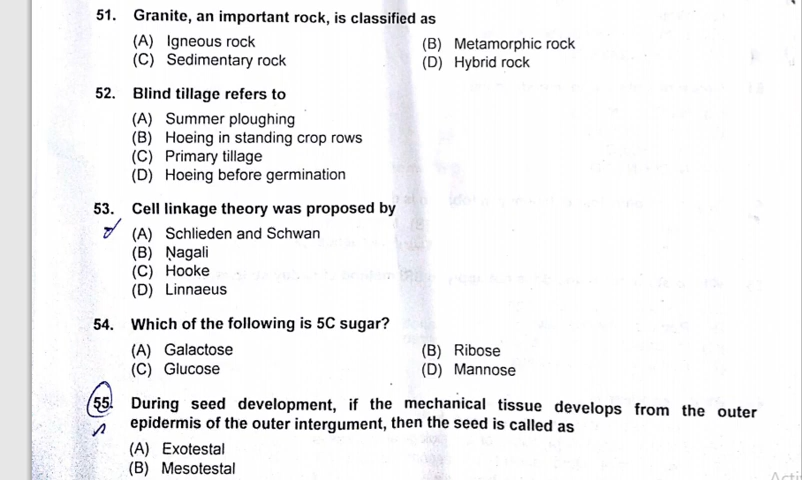 51. Granite, an important rock, is classified as
(A) Igneous rock (B) Metamorphic rock
(C) Sedimentary rock (D) Hybrid rock
52. Blind tillage refers to
(A) Summer ploughing
(B) Hoeing in standing crop rows
(C) Primary tillage
(D) Hoeing before germination
53. Cell linkage theory was proposed by
(A) Schlieden and Schwan
(B) Nagali
(C) Hooke
(D) Linnaeus
54. Which of the following is 5C sugar?
(A) Galactose (B) Ribose
(C) Glucose (D) Mannose
55. During seed development, if the mechanical tissue develops from the outer
epidermis of the outer intergument, then the seed is called as
(A) Exotestal
(B) Mesotestal